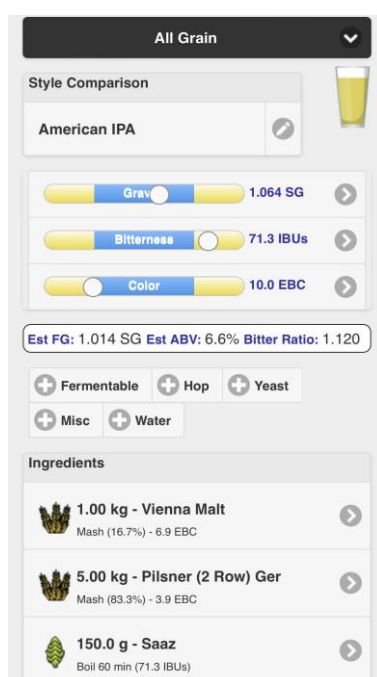 All Grain
Style Comparison
American IPA
Grav 1.064 SG
Bitterness 71.3 IBUs
Color 10.0 EBC
Est FG: 1.014 SG Est ABV: 6.6% Bitter Ratio: 1.120
Fermentable Hop Yeast
Misc Water
Ingredients
1.00 kg - Vienna Malt
Mash (16.7%) - 6.9 EBC
5.00 kg - Pilsner (2 Row) Ger
Mash (83.3%) - 3.9 EBC
150.0 g - Saaz
Boil 60 min (71.3 IBUs)